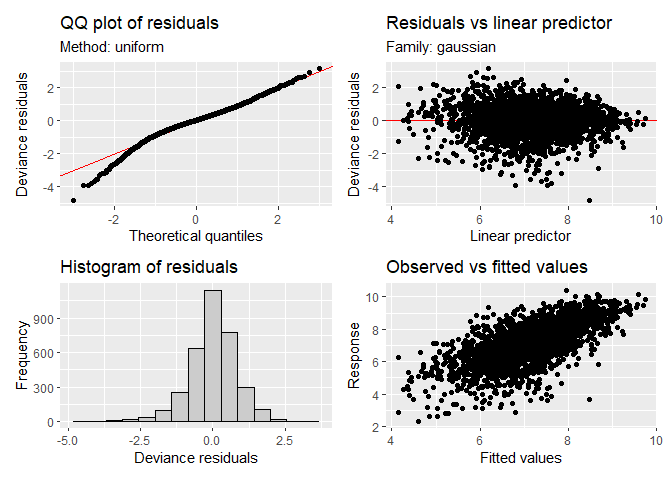 QQ plot of residuals
Method: uniform
Deviance residuals
2
0
-2
-4
-2
0
2
Theoretical quantiles
Residuals vs linear predictor
Family: gaussian
Deviance residuals
2
0
-2
-4
4
6
8
10
Linear predictor
Histogram of residuals
Frequency
900
600
300
0
-5.0
-2.5
0.0
2.5
Deviance residuals
Observed vs fitted values
Response
10
8
6
4
2
4
6
8
10
Fitted values